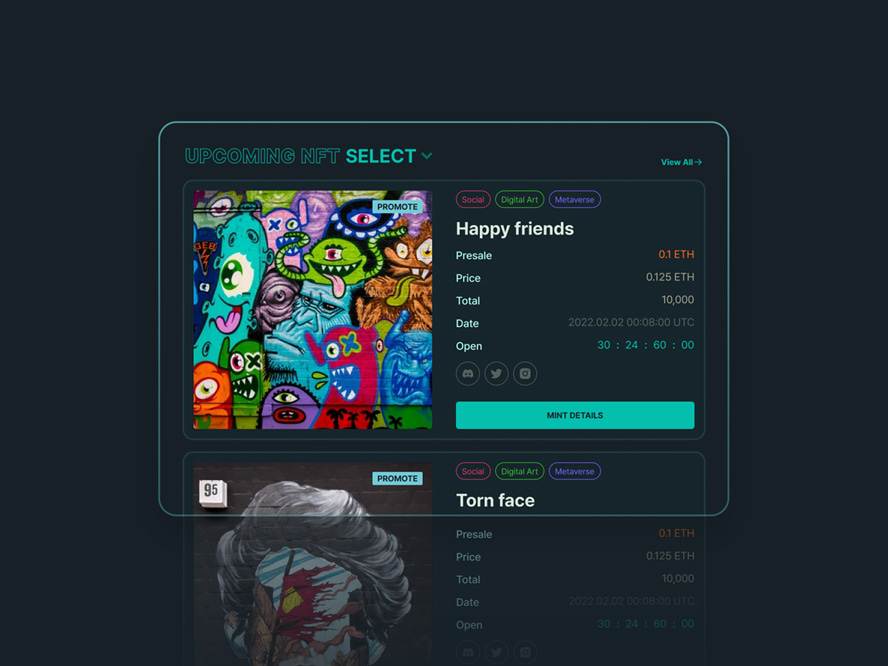 UPCOMING NFT SELECT
View All→
PROMOTE
Social Digital Art Metaverse
Happy friends
Presale 0.1 ETH
Price 0.125 ETH
Total 10,000
Date 2022.02.02 00:08:00 UTC
Open 30 : 24 : 60 : 00
MINT DETAILS
95
PROMOTE
Social Digital Art Metaverse
Torn face
Presale 0.1 ETH
Price 0.125 ETH
Total 10,000
Date 2022.02.02 00:08:00 UTC
Open 30 : 24 : 60 : 00